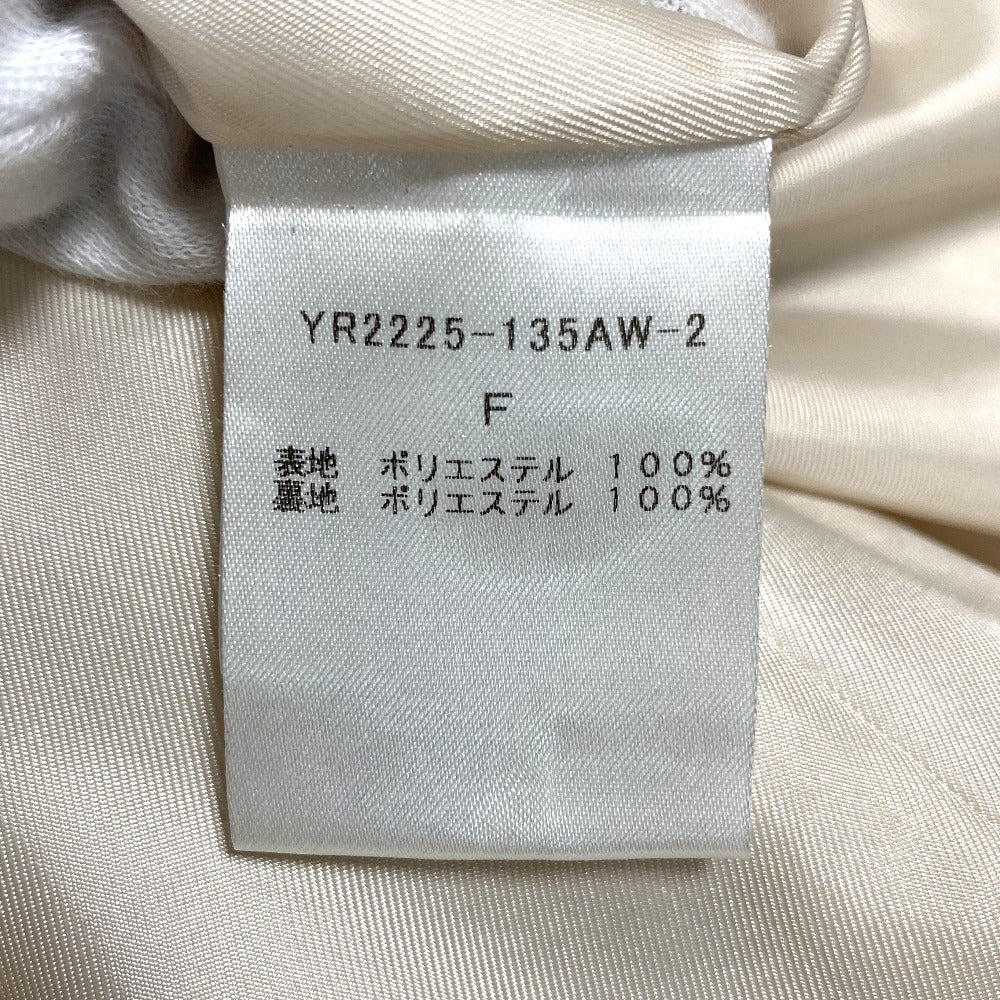 YR2225-135AW-2
F
表地 ポリエステル 100%
裏地 ポリエステル 100%